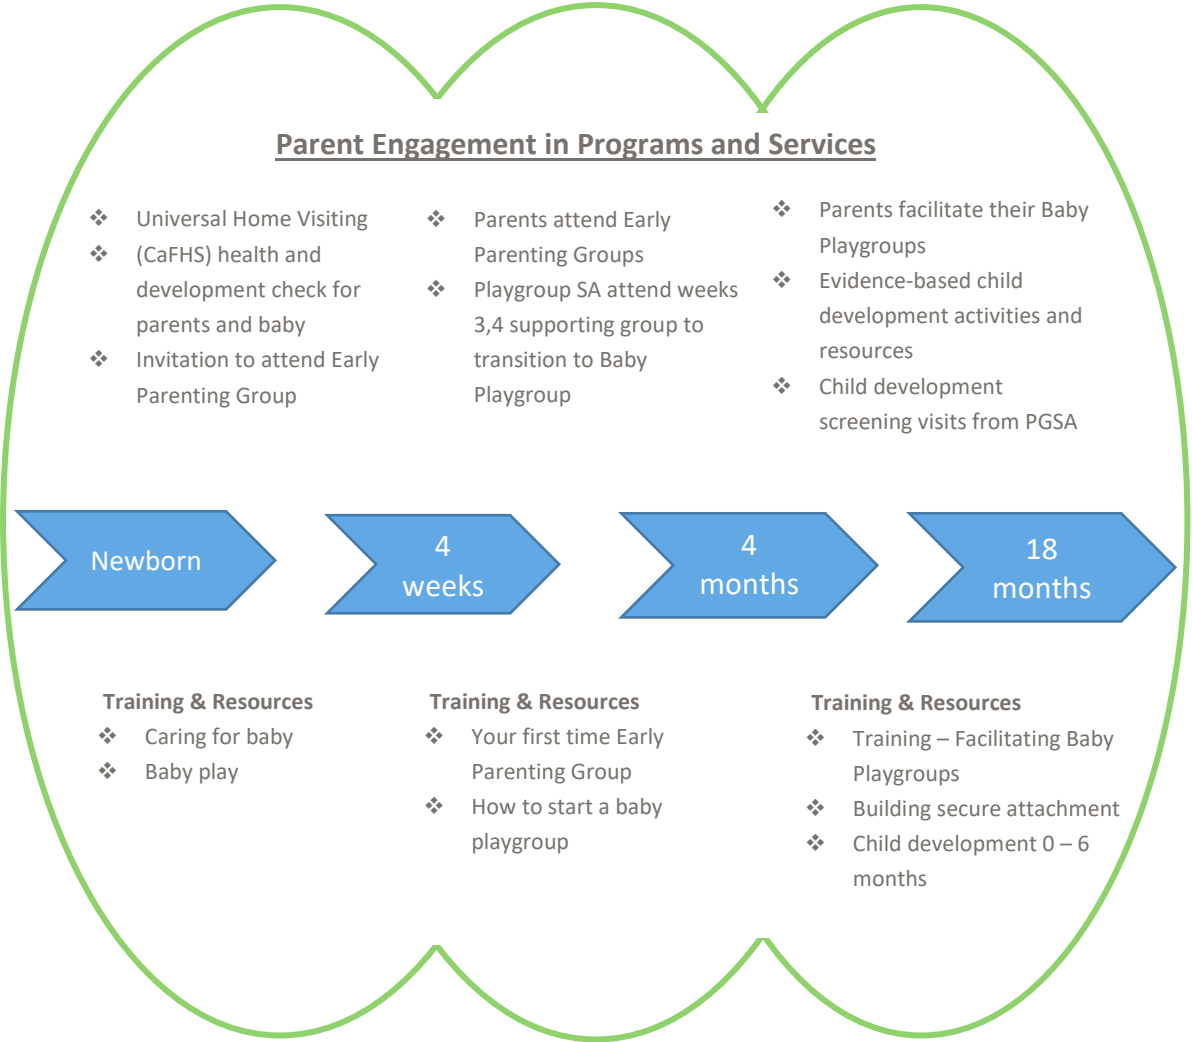 Parent Engagement in Programs and Services
❖ Universal Home Visiting
❖ (CaFHS) health and
development check for
parents and baby
❖ Invitation to attend Early
Parenting Group
❖ Parents attend Early
Parenting Groups
❖ Playgroup SA attend weeks
3,4 supporting group to
transition to Baby
Playgroup
❖ Parents facilitate their Baby
Playgroups
❖ Evidence-based child
development activities and
resources
❖ Child development
screening visits from PGSA
Newborn
4
weeks
4
months
18
months
Training & Resources
❖ Caring for baby
❖ Baby play
Training & Resources
❖ Your first time Early
Parenting Group
❖ How to start a baby
playgroup
Training & Resources
❖ Training – Facilitating Baby
Playgroups
❖ Building secure attachment
❖ Child development 0 – 6
months